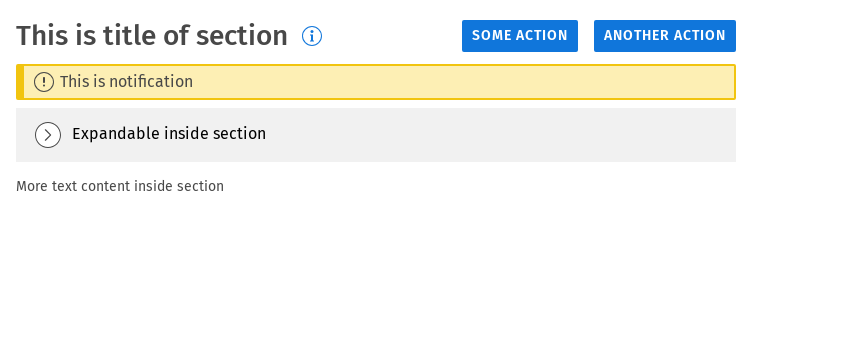 This is title of section
SOME ACTION
ANOTHER ACTION
This is notification
Expandable inside section
More text content inside section